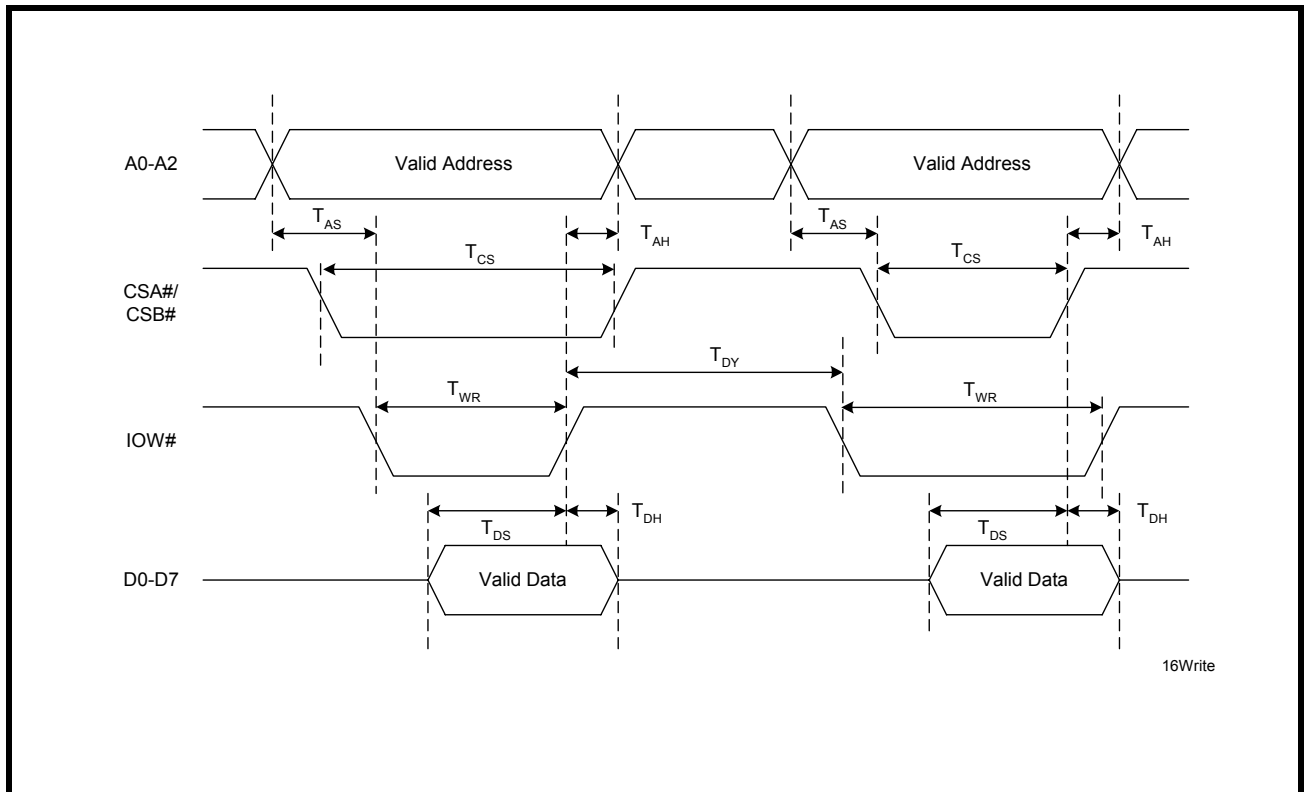 A0-A2
Valid Address
Valid Address
TAS
TAH
TAS
TAH
TCS
TCS
CSA#/
CSB#
TDY
TWR
TWR
IOW#
TDH
TDH
TDS
TDS
D0-D7
Valid Data
Valid Data
16Write